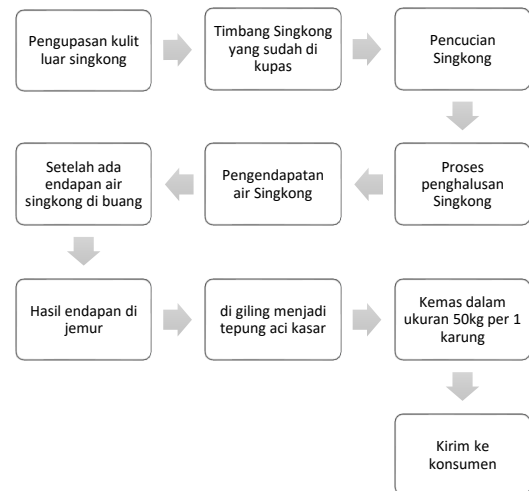 Pengupasan kulit
luar singkong
Timbang Singkong
yang sudah di
kupas
Pencucian
Singkong
Proses
penghalusan
Singkong
Pengendapatan
air Singkong
Setelah ada
endapan air
singkong di buang
Hasil endapan di
jemur
di giling menjadi
tepung aci kasar
Kemas dalam
ukuran 50kg per 1
karung
Kirim ke
konsumen